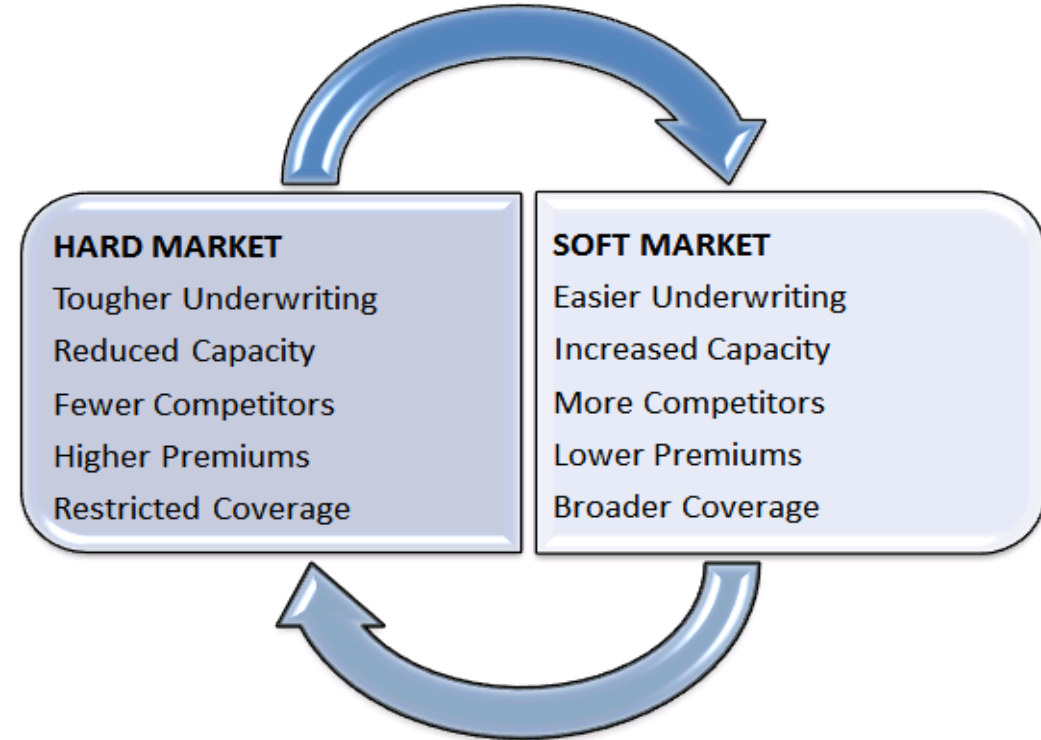 HARD MARKET
Tougher Underwriting
Reduced Capacity
Fewer Competitors
Higher Premiums
Restricted Coverage
SOFT MARKET
Easier Underwriting
Increased Capacity
More Competitors
Lower Premiums
Broader Coverage